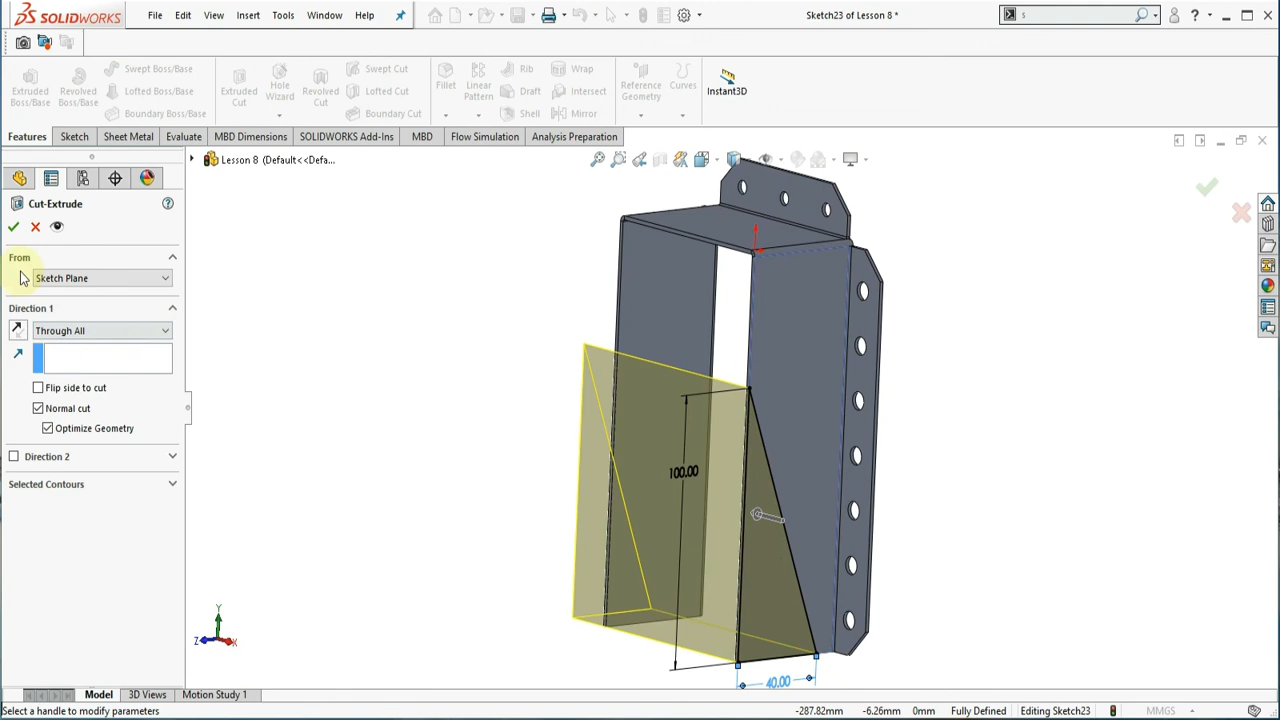 SOLIDWORKS File Edit View Insert Tools Window Help Sketch23 of Lesson 8 * s ?
Extruded Boss/Base
Revolved Boss/Base
Swept Boss/Base
Lofted Boss/Base
Boundary Boss/Base
Extruded Cut
Hole Wizard
Revolved Cut
Swept Cut
Lofted Cut
Boundary Cut
Fillet
Linear Pattern
Rib
Draft
Shell
Wrap
Intersect
Mirror
Reference Geometry
Curves
Instant3D
Features Sketch Sheet Metal Evaluate MBD Dimensions SOLIDWORKS Add-Ins MBD Flow Simulation Analysis Preparation
Lesson 8 (Default<<Defa...
Cut-Extrude
From
Sketch Plane
Direction 1
Through All
Flip side to cut
Normal cut
Optimize Geometry
Direction 2
Selected Contours
100.00
40.00
Y
Z X
Model 3D Views Motion Study 1
Select a handle to modify parameters -287.82mm -6.26mm 0mm Fully Defined Editing Sketch23 MMGS